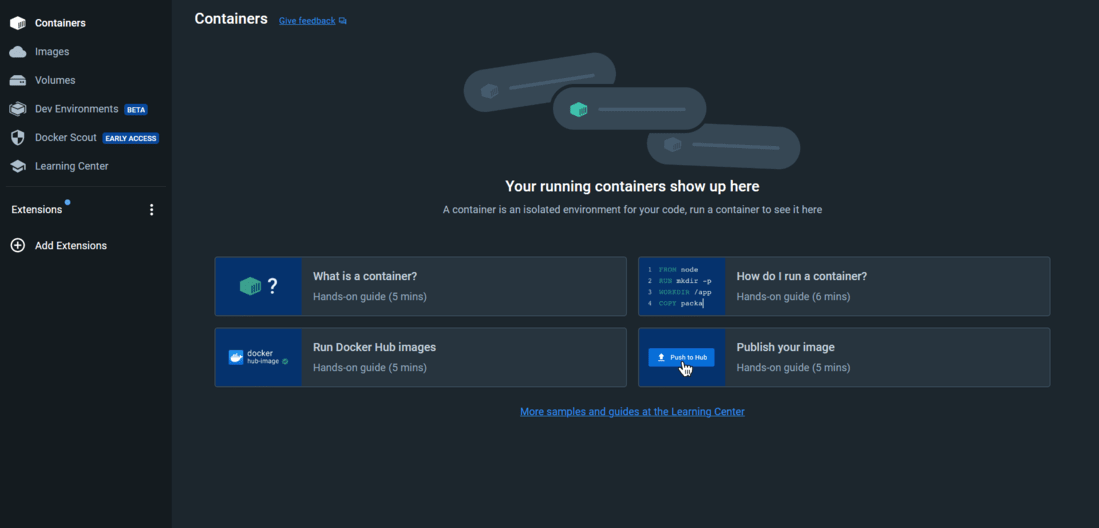 Containers
Images
Volumes
Dev Environments BETA
Docker Scout EARLY ACCESS
Learning Center
Extensions
Add Extensions
Containers Give feedback
Your running containers show up here
A container is an isolated environment for your code, run a container to see it here
?
What is a container?
Hands-on guide (5 mins)
1 FROM node
2 RUN mkdir -p
3 WORKDIR /app
4 COPY packa
How do I run a container?
Hands-on guide (6 mins)
docker
hub-image
Run Docker Hub images
Hands-on guide (5 mins)
Push to Hub
Publish your image
Hands-on guide (5 mins)
More samples and guides at the Learning Center